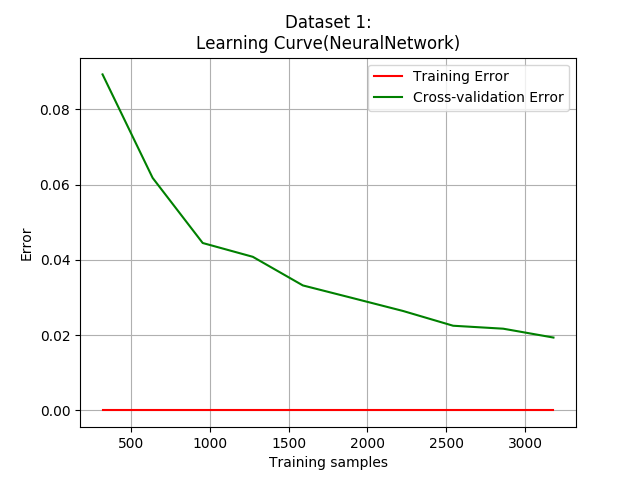 Dataset 1:
Learning Curve(NeuralNetwork)
Training Error
Cross-validation Error
0.08
0.06
0.04
0.02
0.00
Error
500 1000 1500 2000 2500 3000
Training samples